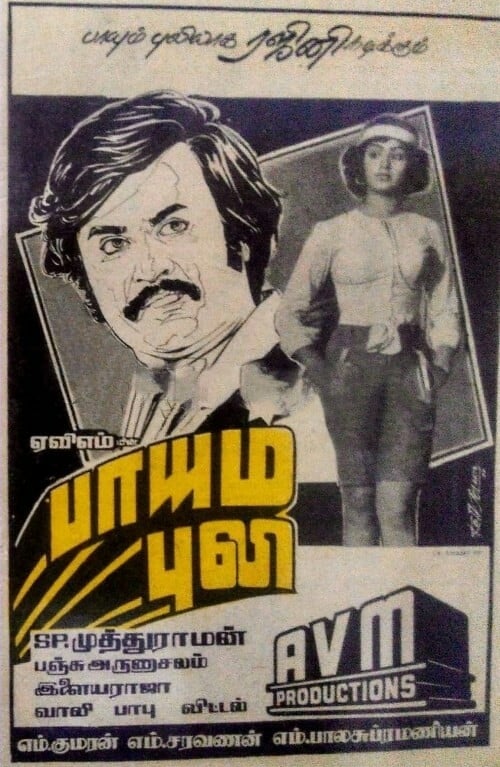 பாயும் புலியாக ரஜினி நடிக்கும்
ஏவிஎம் மின்
பாயும்
புலி
SP.முத்துராமன்
பஞ்சு அருணாசலம்
இளையராஜா
வாலி பாபு விட்டல்
AVM
PRODUCTIONS
எம்.குமரன் எம்.சரவணன் எம்.பாலசுப்ரமணியன்